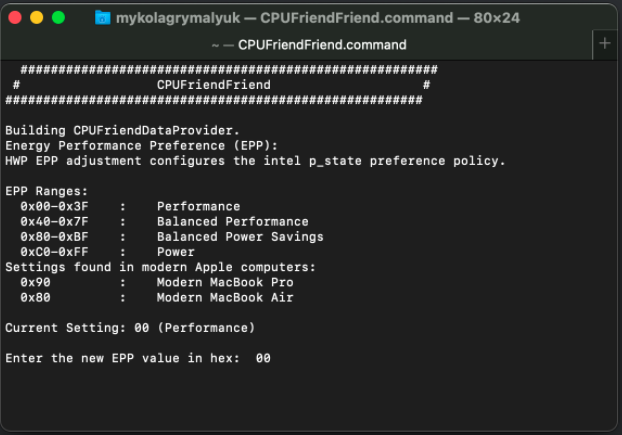 mykolagrymalyuk — CPUFriendFriend.command — 80×24
~ — CPUFriendFriend.command
+
#######################################################
# CPUFriendFriend #
#######################################################
Building CPUFriendDataProvider.
Energy Performance Preference (EPP):
HWP EPP adjustment configures the intel p_state preference policy.
EPP Ranges:
0x00-0x3F : Performance
0x40-0x7F : Balanced Performance
0x80-0xBF : Balanced Power Savings
0xC0-0xFF : Power
Settings found in modern Apple computers:
0x90 : Modern MacBook Pro
0x80 : Modern MacBook Air
Current Setting: 00 (Performance)
Enter the new EPP value in hex: 00